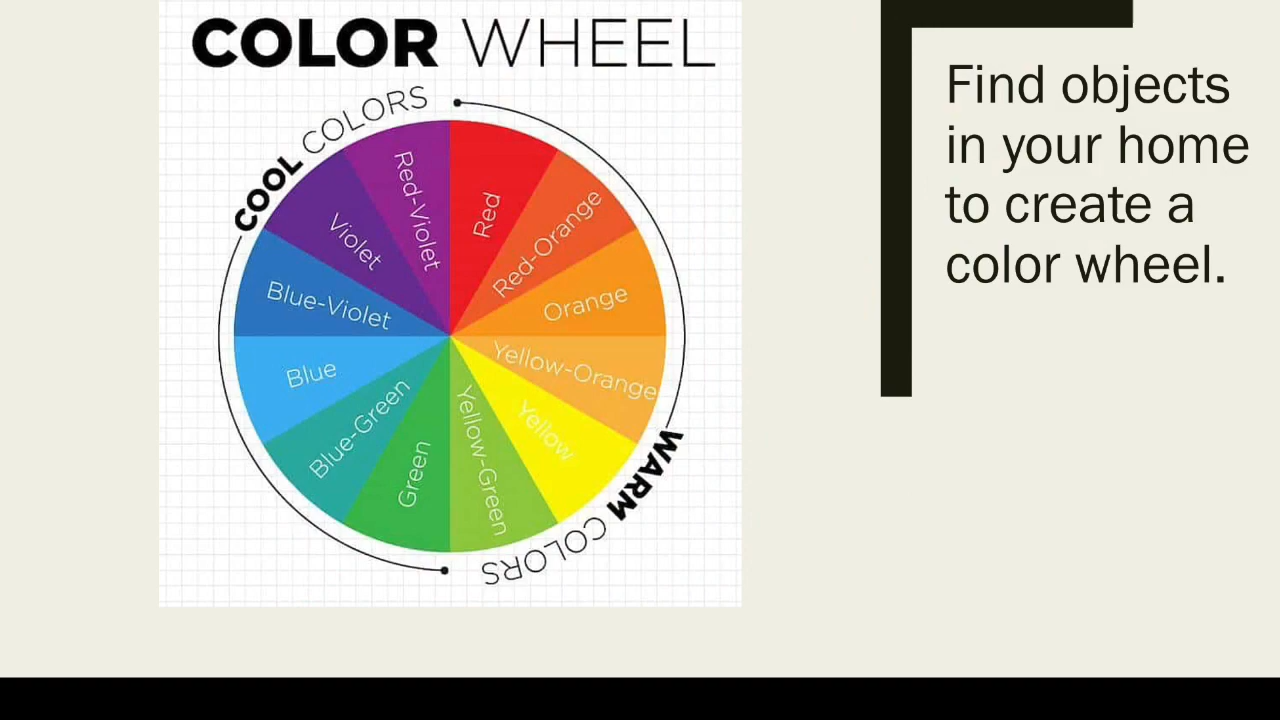 COLOR WHEEL
COOL COLORS
Red-Violet
Red
Violet
Red-Orange
Blue-Violet
Orange
Blue
Yellow-Orange
Blue-Green
Yellow
Green
Yellow-Green
WARM COLORS
Find objects
in your home
to create a
color wheel.